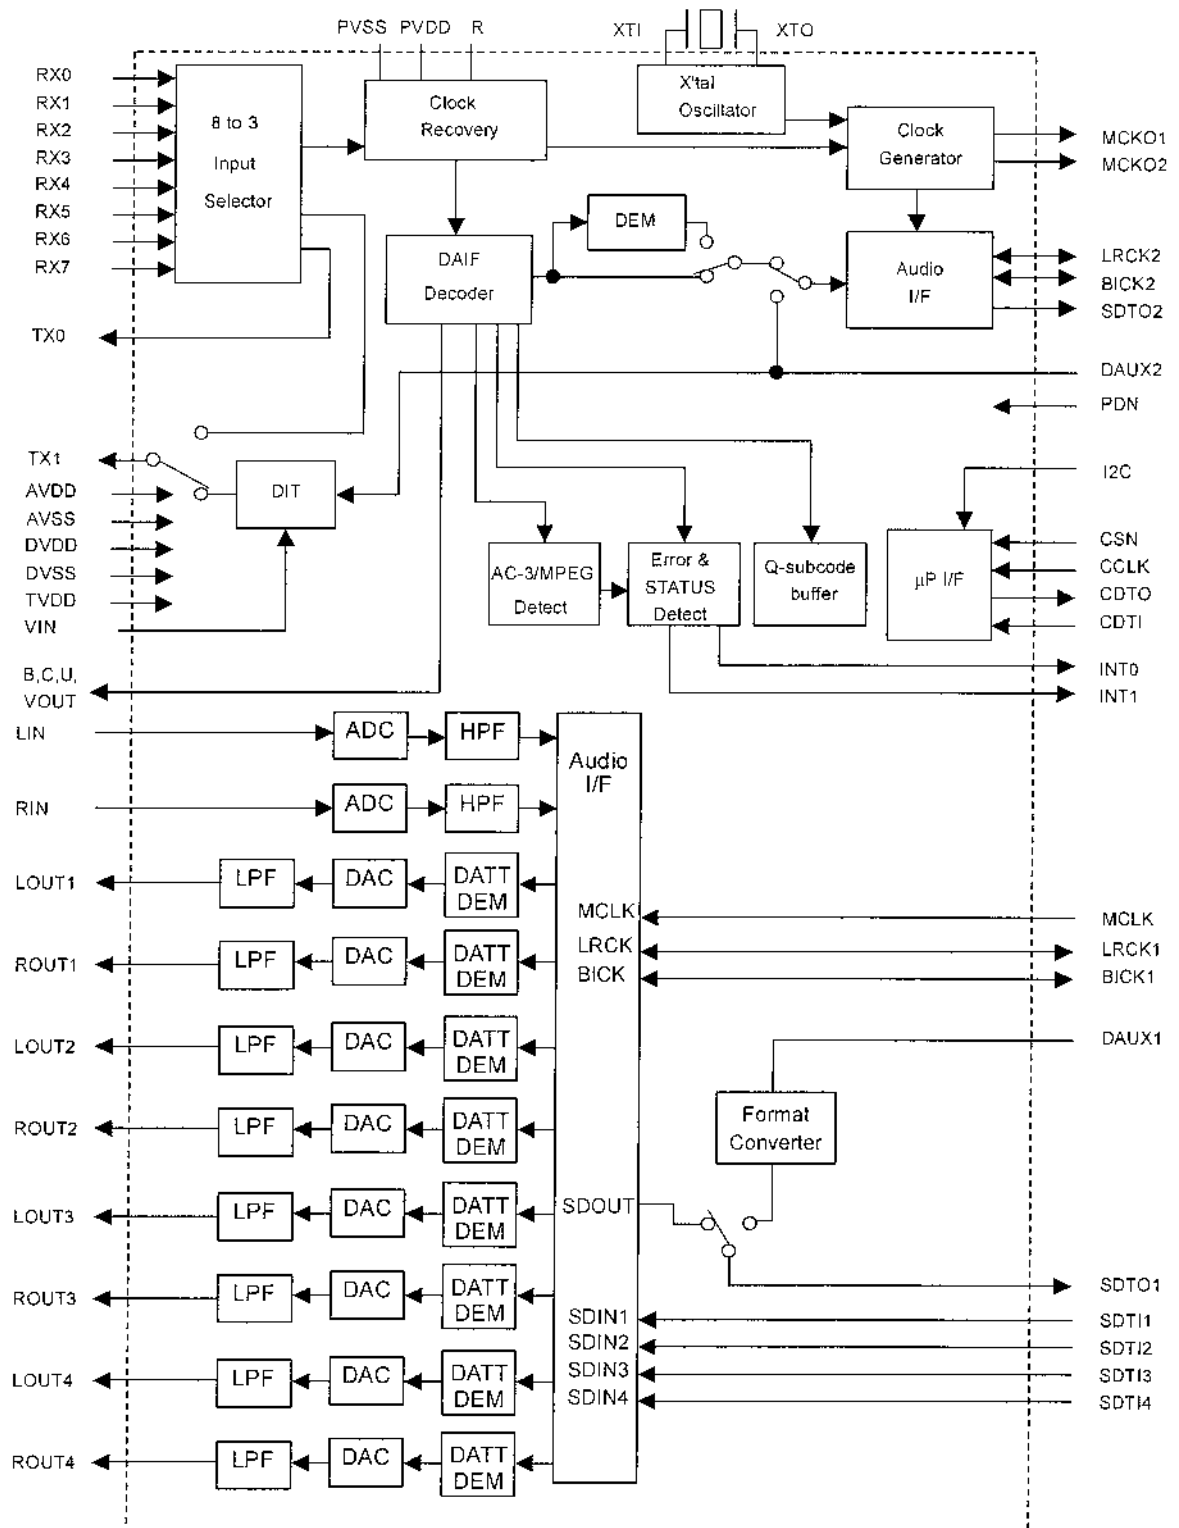 PVSS PVDD R
XTI XTO
RX0
RX1
RX2
RX3
RX4
RX5
RX6
RX7
8 to 3
Input
Selector
Clock
Recovery
X'tal
Oscillator
Clock
Generator
MCKO1
MCKO2
DEM
DAIF
Decoder
Audio
I/F
LRCK2
BICK2
SDTO2
TX0
DAUX2
PDN
TX1
AVDD
AVSS
DVDD
DVSS
TVDD
VIN
DIT
I2C
CSN
CCLK
CDTO
CDTI
AC-3/MPEG
Detect
Error &
STATUS
Detect
Q-subcode
buffer
µP I/F
INT0
INT1
B,C,U,
VOUT
LIN
ADC
HPF
Audio
I/F
RIN
ADC
HPF
LOUT1
LPF
DAC
DATT
DEM
MCLK
MCLK
ROUT1
LPF
DAC
DATT
DEM
LRCK
LRCK1
BICK
BICK1
LOUT2
LPF
DAC
DATT
DEM
DAUX1
ROUT2
LPF
DAC
DATT
DEM
Format
Converter
LOUT3
LPF
DAC
DATT
DEM
SDOUT
ROUT3
LPF
DAC
DATT
DEM
SDTO1
SDIN1
SDTI1
SDIN2
SDTI2
SDIN3
SDTI3
SDIN4
SDTI4
LOUT4
LPF
DAC
DATT
DEM
ROUT4
LPF
DAC
DATT
DEM